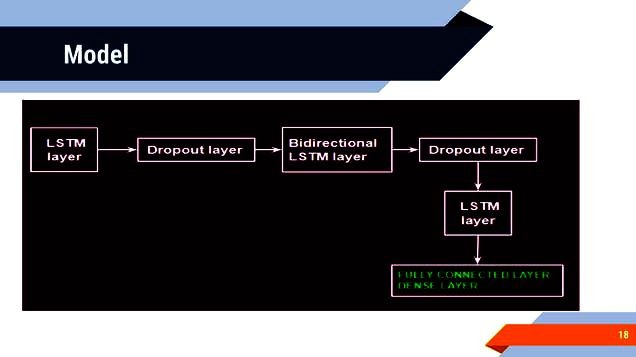 Model
LSTM
layer
Dropout layer
Bidirectional
LSTM layer
Dropout layer
LSTM
layer
FULLY CONNECTED LAYER
DENSE LAYER
18